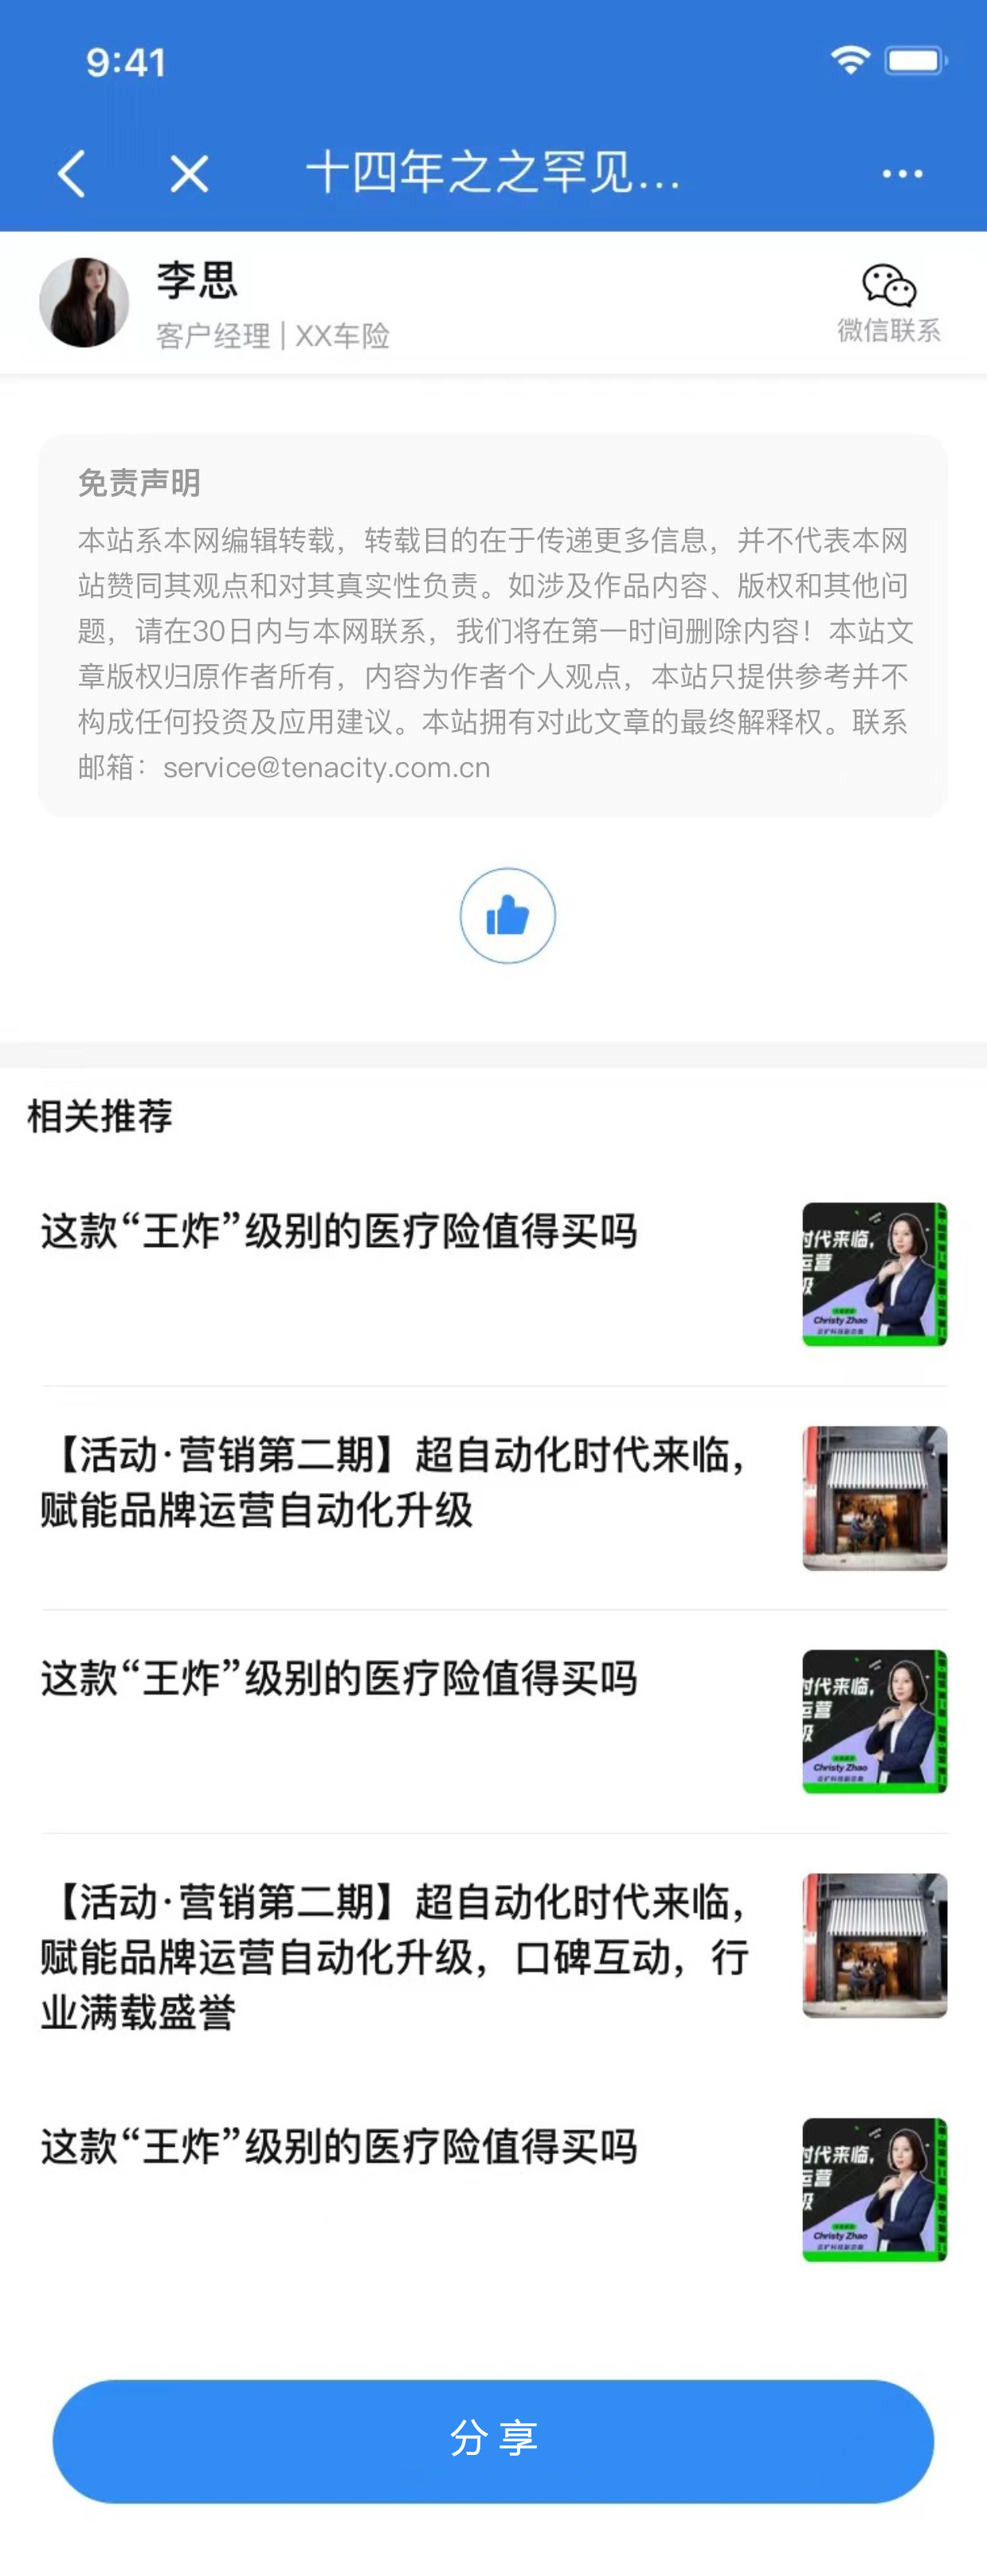 9:41
十四年之之罕见...
李思
客户经理 | XX车险
微信联系
免责声明
本站系本网编辑转载，转载目的在于传递更多信息，并不代表本网
站赞同其观点和对其真实性负责。如涉及作品内容、版权和其他问
题，请在30日内与本网联系，我们将在第一时间删除内容！本站文
章版权归原作者所有，内容为作者个人观点，本站只提供参考并不
构成任何投资及应用建议。本站拥有对此文章的最终解释权。联系
邮箱：service@tenacity.com.cn
相关推荐
这款“王炸”级别的医疗险值得买吗
时代来临，
运营
级
Christy Zhao
【活动·营销第二期】超自动化时代来临，
赋能品牌运营自动化升级
这款“王炸”级别的医疗险值得买吗
时代来临，
运营
级
Christy Zhao
【活动·营销第二期】超自动化时代来临，
赋能品牌运营自动化升级，口碑互动，行
业满载盛誉
这款“王炸”级别的医疗险值得买吗
时代来临，
运营
级
Christy Zhao
分享